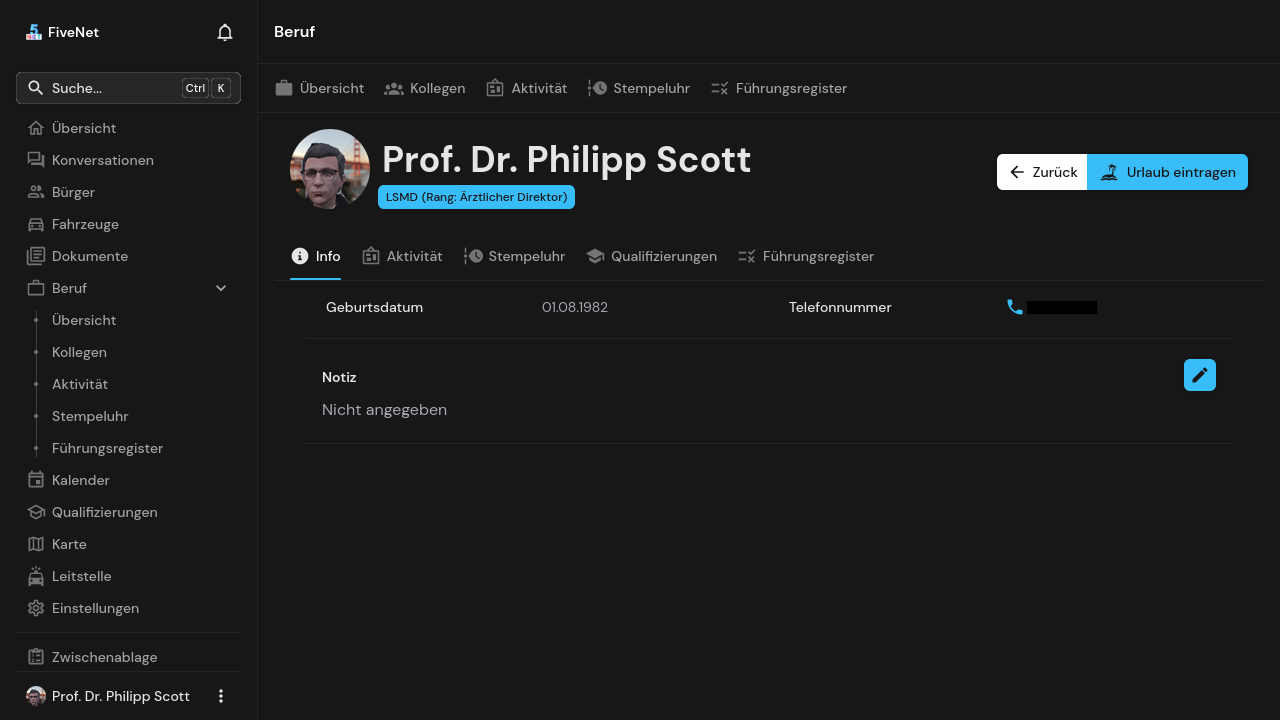 FiveNet
Suche...
Ctrl K
Übersicht
Konversationen
Bürger
Fahrzeuge
Dokumente
Beruf
Übersicht
Kollegen
Aktivität
Stempeluhr
Führungsregister
Kalender
Qualifizierungen
Karte
Leitstelle
Einstellungen
Zwischenablage
Prof. Dr. Philipp Scott
Beruf
Übersicht Kollegen Aktivität Stempeluhr Führungsregister
Prof. Dr. Philipp Scott
LSMD (Rang: Ärztlicher Direktor)
Zurück Urlaub eintragen
Info Aktivität Stempeluhr Qualifizierungen Führungsregister
Geburtsdatum 01.08.1982 Telefonnummer
Notiz
Nicht angegeben